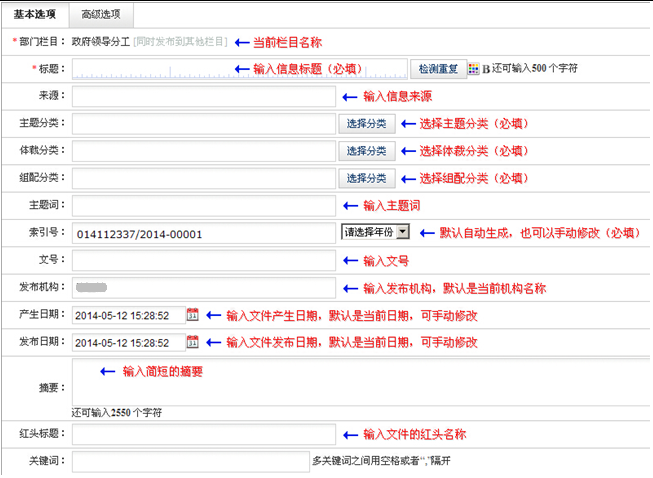 基本选项 高级选项
*部门栏目： 政府领导分工 [同时发布到其他栏目] 当前栏目名称
*标题： 输入信息标题（必填） 检测重复 B 还可输入500个字符
来源： 输入信息来源
主题分类： 选择分类 选择主题分类（必填）
体裁分类： 选择分类 选择体裁分类（必填）
组配分类： 选择分类 选择组配分类（必填）
主题词： 输入主题词
索引号： 014112337/2014-00001 请选择年份 默认自动生成，也可以手动修改（必填）
文号： 输入文号
发布机构： 输入发布机构，默认是当前机构名称
产生日期： 2014-05-12 15:28:52 31 输入文件产生日期，默认是当前日期，可手动修改
发布日期： 2014-05-12 15:28:52 31 输入文件发布日期，默认是当前日期，可手动修改
输入简短的摘要
摘要：
还可输入2550个字符
红头标题： 输入文件的红头名称
关键词： 多关键词之间用空格或者“,”隔开